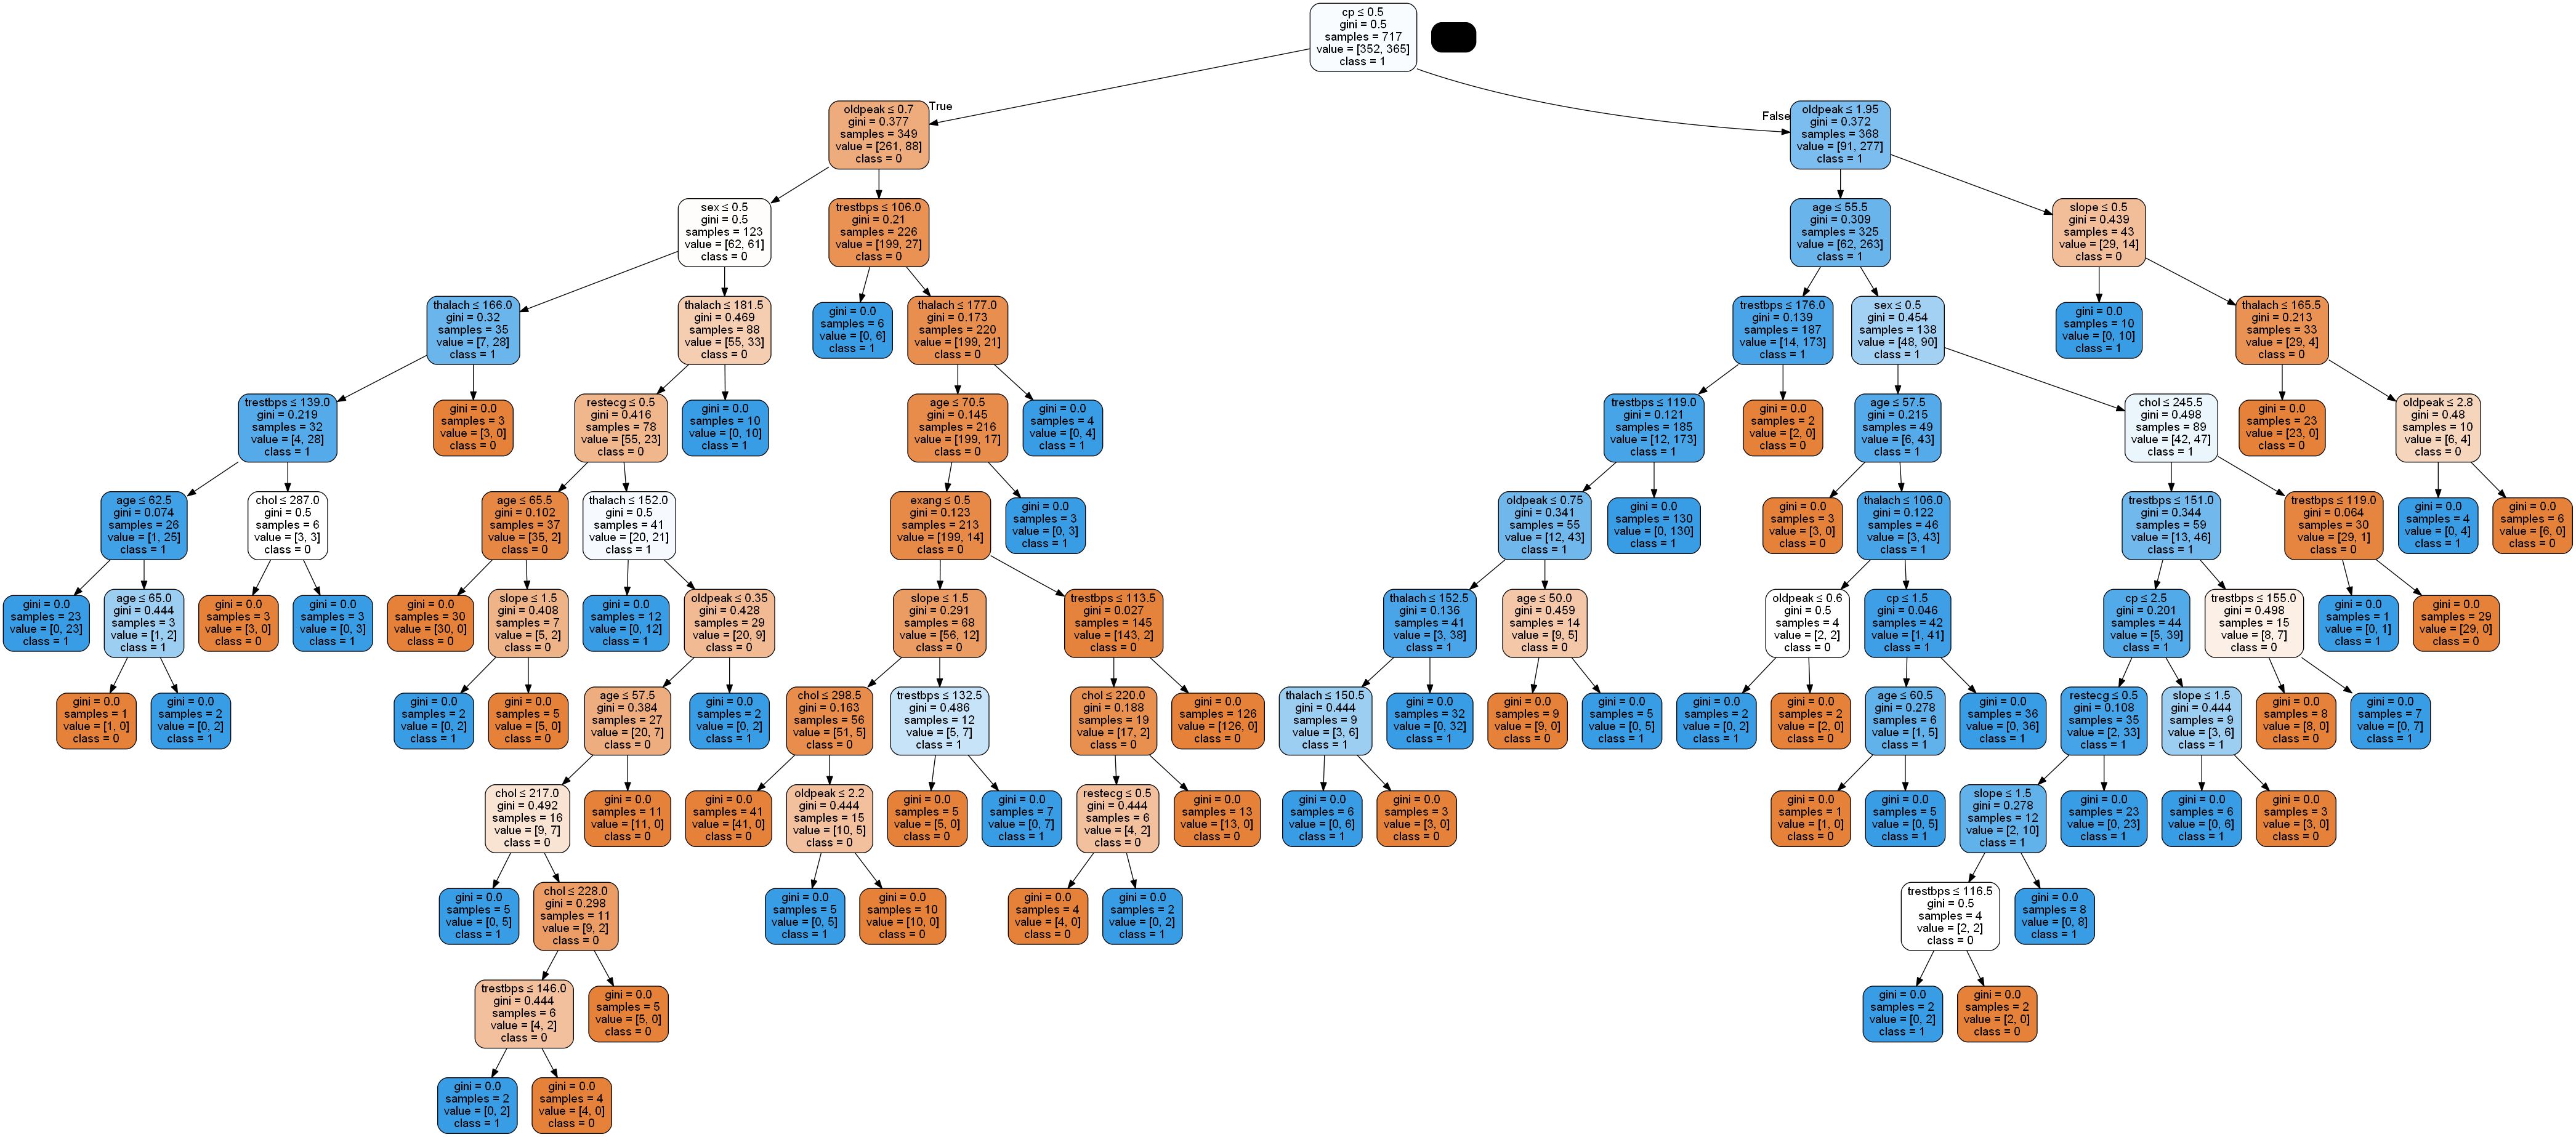 cp ≤ 0.5
gini = 0.5
samples = 717
value = [352, 365]
class = 1
True
False
oldpeak ≤ 0.7
gini = 0.377
samples = 349
value = [261, 88]
class = 0
oldpeak ≤ 1.95
gini = 0.372
samples = 368
value = [91, 277]
class = 1
sex ≤ 0.5
gini = 0.5
samples = 123
value = [62, 61]
class = 0
trestbps ≤ 106.0
gini = 0.21
samples = 226
value = [199, 27]
class = 0
age ≤ 55.5
gini = 0.309
samples = 325
value = [62, 263]
class = 1
slope ≤ 0.5
gini = 0.439
samples = 43
value = [29, 14]
class = 0
thalach ≤ 166.0
gini = 0.32
samples = 35
value = [7, 28]
class = 1
thalach ≤ 181.5
gini = 0.469
samples = 88
value = [55, 33]
class = 0
gini = 0.0
samples = 6
value = [0, 6]
class = 1
thalach ≤ 177.0
gini = 0.173
samples = 220
value = [199, 21]
class = 0
trestbps ≤ 176.0
gini = 0.139
samples = 187
value = [14, 173]
class = 1
sex ≤ 0.5
gini = 0.454
samples = 138
value = [48, 90]
class = 1
gini = 0.0
samples = 10
value = [0, 10]
class = 1
thalach ≤ 165.5
gini = 0.213
samples = 33
value = [29, 4]
class = 0
trestbps ≤ 139.0
gini = 0.219
samples = 32
value = [4, 28]
class = 1
gini = 0.0
samples = 3
value = [3, 0]
class = 0
restecg ≤ 0.5
gini = 0.416
samples = 78
value = [55, 23]
class = 0
gini = 0.0
samples = 10
value = [0, 10]
class = 1
age ≤ 70.5
gini = 0.145
samples = 216
value = [199, 17]
class = 0
gini = 0.0
samples = 4
value = [0, 4]
class = 1
trestbps ≤ 119.0
gini = 0.121
samples = 185
value = [12, 173]
class = 1
gini = 0.0
samples = 2
value = [2, 0]
class = 0
age ≤ 57.5
gini = 0.215
samples = 49
value = [6, 43]
class = 1
chol ≤ 245.5
gini = 0.498
samples = 89
value = [42, 47]
class = 1
gini = 0.0
samples = 23
value = [23, 0]
class = 0
oldpeak ≤ 2.8
gini = 0.48
samples = 10
value = [6, 4]
class = 0
age ≤ 62.5
gini = 0.074
samples = 26
value = [1, 25]
class = 1
chol ≤ 287.0
gini = 0.5
samples = 6
value = [3, 3]
class = 0
age ≤ 65.5
gini = 0.102
samples = 37
value = [35, 2]
class = 0
thalach ≤ 152.0
gini = 0.5
samples = 41
value = [20, 21]
class = 1
exang ≤ 0.5
gini = 0.123
samples = 213
value = [199, 14]
class = 0
gini = 0.0
samples = 3
value = [0, 3]
class = 1
oldpeak ≤ 0.75
gini = 0.341
samples = 55
value = [12, 43]
class = 1
gini = 0.0
samples = 130
value = [0, 130]
class = 1
gini = 0.0
samples = 3
value = [3, 0]
class = 0
thalach ≤ 106.0
gini = 0.122
samples = 46
value = [3, 43]
class = 1
trestbps ≤ 151.0
gini = 0.344
samples = 59
value = [13, 46]
class = 1
trestbps ≤ 119.0
gini = 0.064
samples = 30
value = [29, 1]
class = 0
gini = 0.0
samples = 4
value = [0, 4]
class = 1
gini = 0.0
samples = 6
value = [6, 0]
class = 0
gini = 0.0
samples = 23
value = [0, 23]
class = 1
age ≤ 65.0
gini = 0.444
samples = 3
value = [1, 2]
class = 1
gini = 0.0
samples = 3
value = [3, 0]
class = 0
gini = 0.0
samples = 3
value = [0, 3]
class = 1
gini = 0.0
samples = 30
value = [30, 0]
class = 0
slope ≤ 1.5
gini = 0.408
samples = 7
value = [5, 2]
class = 0
gini = 0.0
samples = 12
value = [0, 12]
class = 1
oldpeak ≤ 0.35
gini = 0.428
samples = 29
value = [20, 9]
class = 0
slope ≤ 1.5
gini = 0.291
samples = 68
value = [56, 12]
class = 0
trestbps ≤ 113.5
gini = 0.027
samples = 145
value = [143, 2]
class = 0
thalach ≤ 152.5
gini = 0.136
samples = 41
value = [3, 38]
class = 1
age ≤ 50.0
gini = 0.459
samples = 14
value = [9, 5]
class = 0
oldpeak ≤ 0.6
gini = 0.5
samples = 4
value = [2, 2]
class = 0
cp ≤ 1.5
gini = 0.046
samples = 42
value = [1, 41]
class = 1
cp ≤ 2.5
gini = 0.201
samples = 44
value = [5, 39]
class = 1
trestbps ≤ 155.0
gini = 0.498
samples = 15
value = [8, 7]
class = 0
gini = 0.0
samples = 1
value = [0, 1]
class = 1
gini = 0.0
samples = 29
value = [29, 0]
class = 0
gini = 0.0
samples = 1
value = [1, 0]
class = 0
gini = 0.0
samples = 2
value = [0, 2]
class = 1
gini = 0.0
samples = 2
value = [0, 2]
class = 1
gini = 0.0
samples = 5
value = [5, 0]
class = 0
age ≤ 57.5
gini = 0.384
samples = 27
value = [20, 7]
class = 0
gini = 0.0
samples = 2
value = [0, 2]
class = 1
chol ≤ 298.5
gini = 0.163
samples = 56
value = [51, 5]
class = 0
trestbps ≤ 132.5
gini = 0.486
samples = 12
value = [5, 7]
class = 1
chol ≤ 220.0
gini = 0.188
samples = 19
value = [17, 2]
class = 0
gini = 0.0
samples = 126
value = [126, 0]
class = 0
thalach ≤ 150.5
gini = 0.444
samples = 9
value = [3, 6]
class = 1
gini = 0.0
samples = 32
value = [0, 32]
class = 1
gini = 0.0
samples = 9
value = [9, 0]
class = 0
gini = 0.0
samples = 5
value = [0, 5]
class = 1
gini = 0.0
samples = 2
value = [0, 2]
class = 1
gini = 0.0
samples = 2
value = [2, 0]
class = 0
age ≤ 60.5
gini = 0.278
samples = 6
value = [1, 5]
class = 1
gini = 0.0
samples = 36
value = [0, 36]
class = 1
restecg ≤ 0.5
gini = 0.108
samples = 35
value = [2, 33]
class = 1
slope ≤ 1.5
gini = 0.444
samples = 9
value = [3, 6]
class = 1
gini = 0.0
samples = 8
value = [8, 0]
class = 0
gini = 0.0
samples = 7
value = [0, 7]
class = 1
chol ≤ 217.0
gini = 0.492
samples = 16
value = [9, 7]
class = 0
gini = 0.0
samples = 11
value = [11, 0]
class = 0
gini = 0.0
samples = 41
value = [41, 0]
class = 0
oldpeak ≤ 2.2
gini = 0.444
samples = 15
value = [10, 5]
class = 0
gini = 0.0
samples = 5
value = [5, 0]
class = 0
gini = 0.0
samples = 7
value = [0, 7]
class = 1
restecg ≤ 0.5
gini = 0.444
samples = 6
value = [4, 2]
class = 0
gini = 0.0
samples = 13
value = [13, 0]
class = 0
gini = 0.0
samples = 6
value = [0, 6]
class = 1
gini = 0.0
samples = 3
value = [3, 0]
class = 0
gini = 0.0
samples = 1
value = [1, 0]
class = 0
gini = 0.0
samples = 5
value = [0, 5]
class = 1
slope ≤ 1.5
gini = 0.278
samples = 12
value = [2, 10]
class = 1
gini = 0.0
samples = 23
value = [0, 23]
class = 1
gini = 0.0
samples = 6
value = [0, 6]
class = 1
gini = 0.0
samples = 3
value = [3, 0]
class = 0
gini = 0.0
samples = 5
value = [0, 5]
class = 1
chol ≤ 228.0
gini = 0.298
samples = 11
value = [9, 2]
class = 0
gini = 0.0
samples = 5
value = [0, 5]
class = 1
gini = 0.0
samples = 10
value = [10, 0]
class = 0
gini = 0.0
samples = 4
value = [4, 0]
class = 0
gini = 0.0
samples = 2
value = [0, 2]
class = 1
trestbps ≤ 116.5
gini = 0.5
samples = 4
value = [2, 2]
class = 0
gini = 0.0
samples = 8
value = [0, 8]
class = 1
trestbps ≤ 146.0
gini = 0.444
samples = 6
value = [4, 2]
class = 0
gini = 0.0
samples = 5
value = [5, 0]
class = 0
gini = 0.0
samples = 2
value = [0, 2]
class = 1
gini = 0.0
samples = 2
value = [2, 0]
class = 0
gini = 0.0
samples = 2
value = [0, 2]
class = 1
gini = 0.0
samples = 4
value = [4, 0]
class = 0